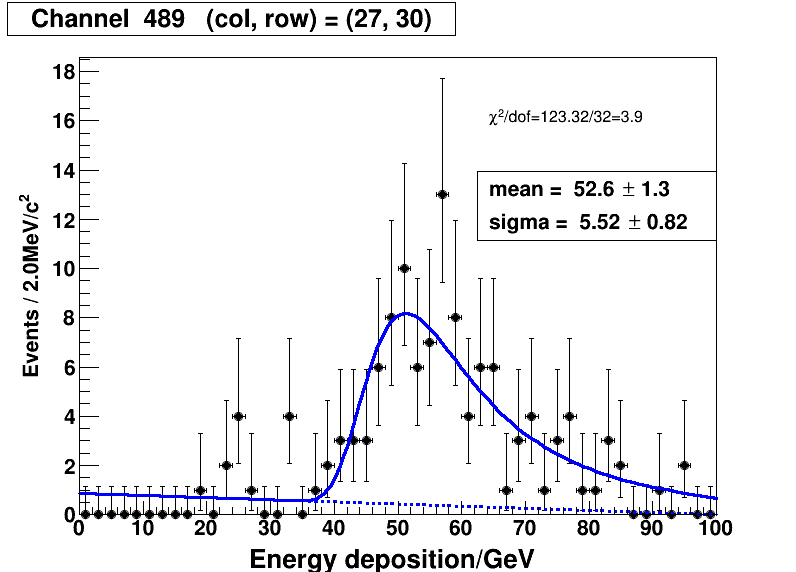 Channel 489 (col, row) = (27, 30)
18
16
14
12
10
8
6
4
2
0
Events / 2.0MeV/c²
χ²/dof=123.32/32=3.9
mean = 52.6 ± 1.3
sigma = 5.52 ± 0.82
0 10 20 30 40 50 60 70 80 90 100
Energy deposition/GeV